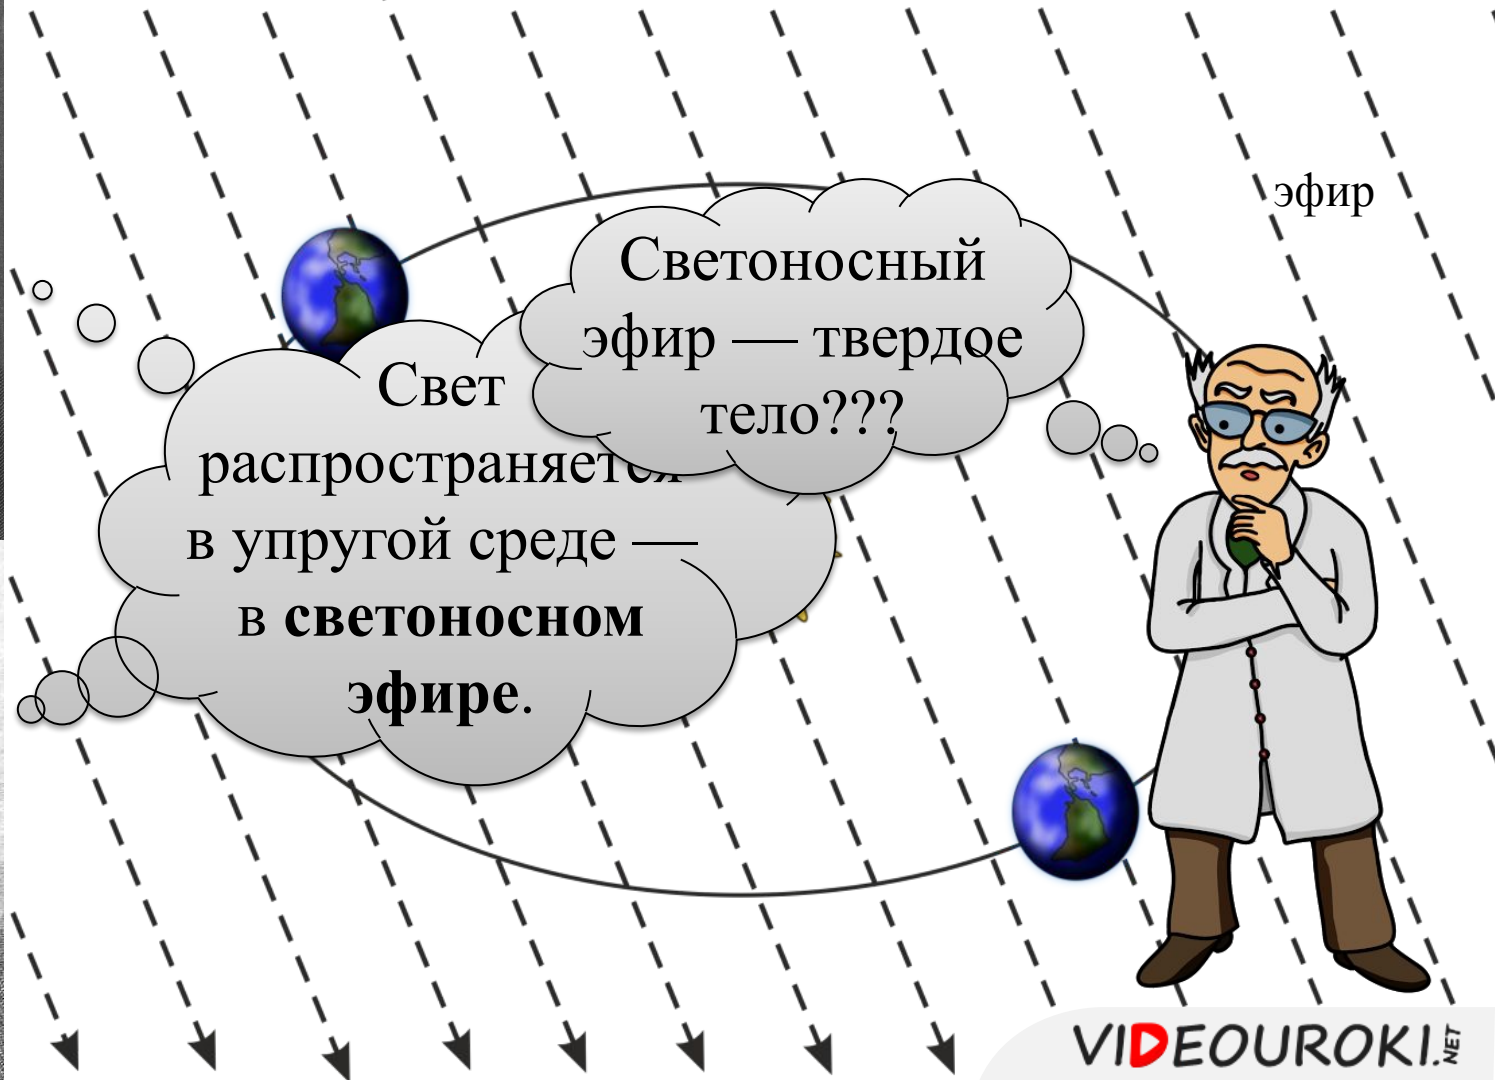 эфир
Светоносный
эфир — твердое
тело???
Свет
распространяется
в упругой среде —
в светоносном
эфире.
VIDEOUROKI.NET